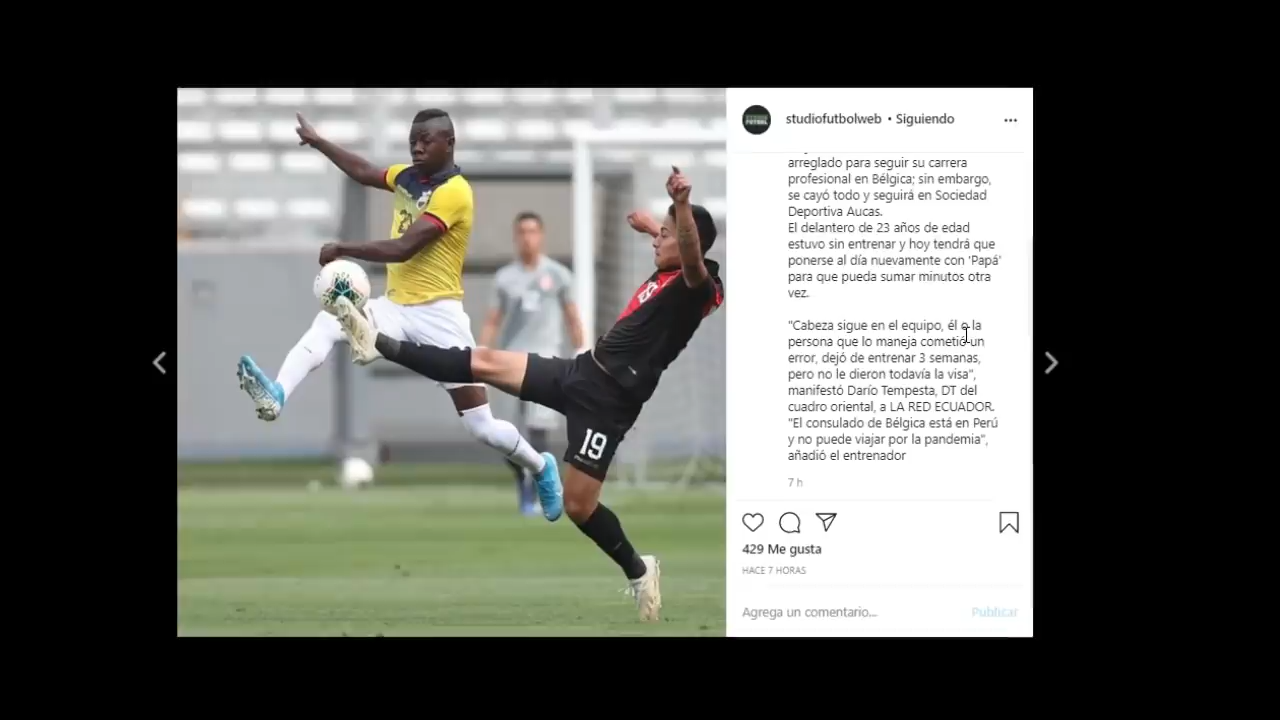 studiofutbolweb • Siguiendo
arreglado para seguir su carrera
profesional en Bélgica; sin embargo,
se cayó todo y seguirá en Sociedad
Deportiva Aucas.
El delantero de 23 años de edad
estuvo sin entrenar y hoy tendrá que
ponerse al día nuevamente con 'Papá'
para que pueda sumar minutos otra
vez.
"Cabeza sigue en el equipo, él o la
persona que lo maneja cometió un
error, dejó de entrenar 3 semanas,
pero no le dieron todavía la visa",
manifestó Darío Tempesta, DT del
cuadro oriental, a LA RED ECUADOR.
"El consulado de Bélgica está en Perú
y no puede viajar por la pandemia",
añadió el entrenador
7 h
429 Me gusta
HACE 7 HORAS
Agrega un comentario...
Publicar
19